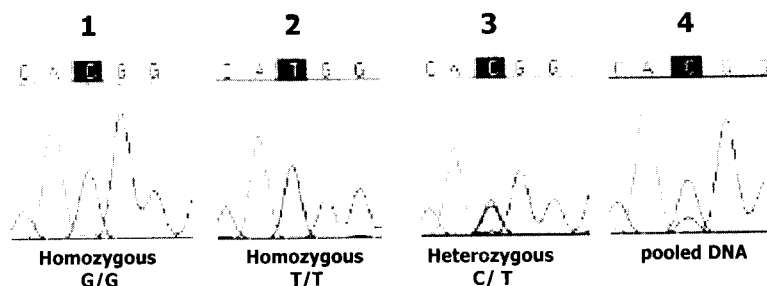 1 2 3 4
C A C G G C A T G G C A C G G C A C G G
Homozygous Homozygous Heterozygous pooled DNA
G/G T/T C/ T